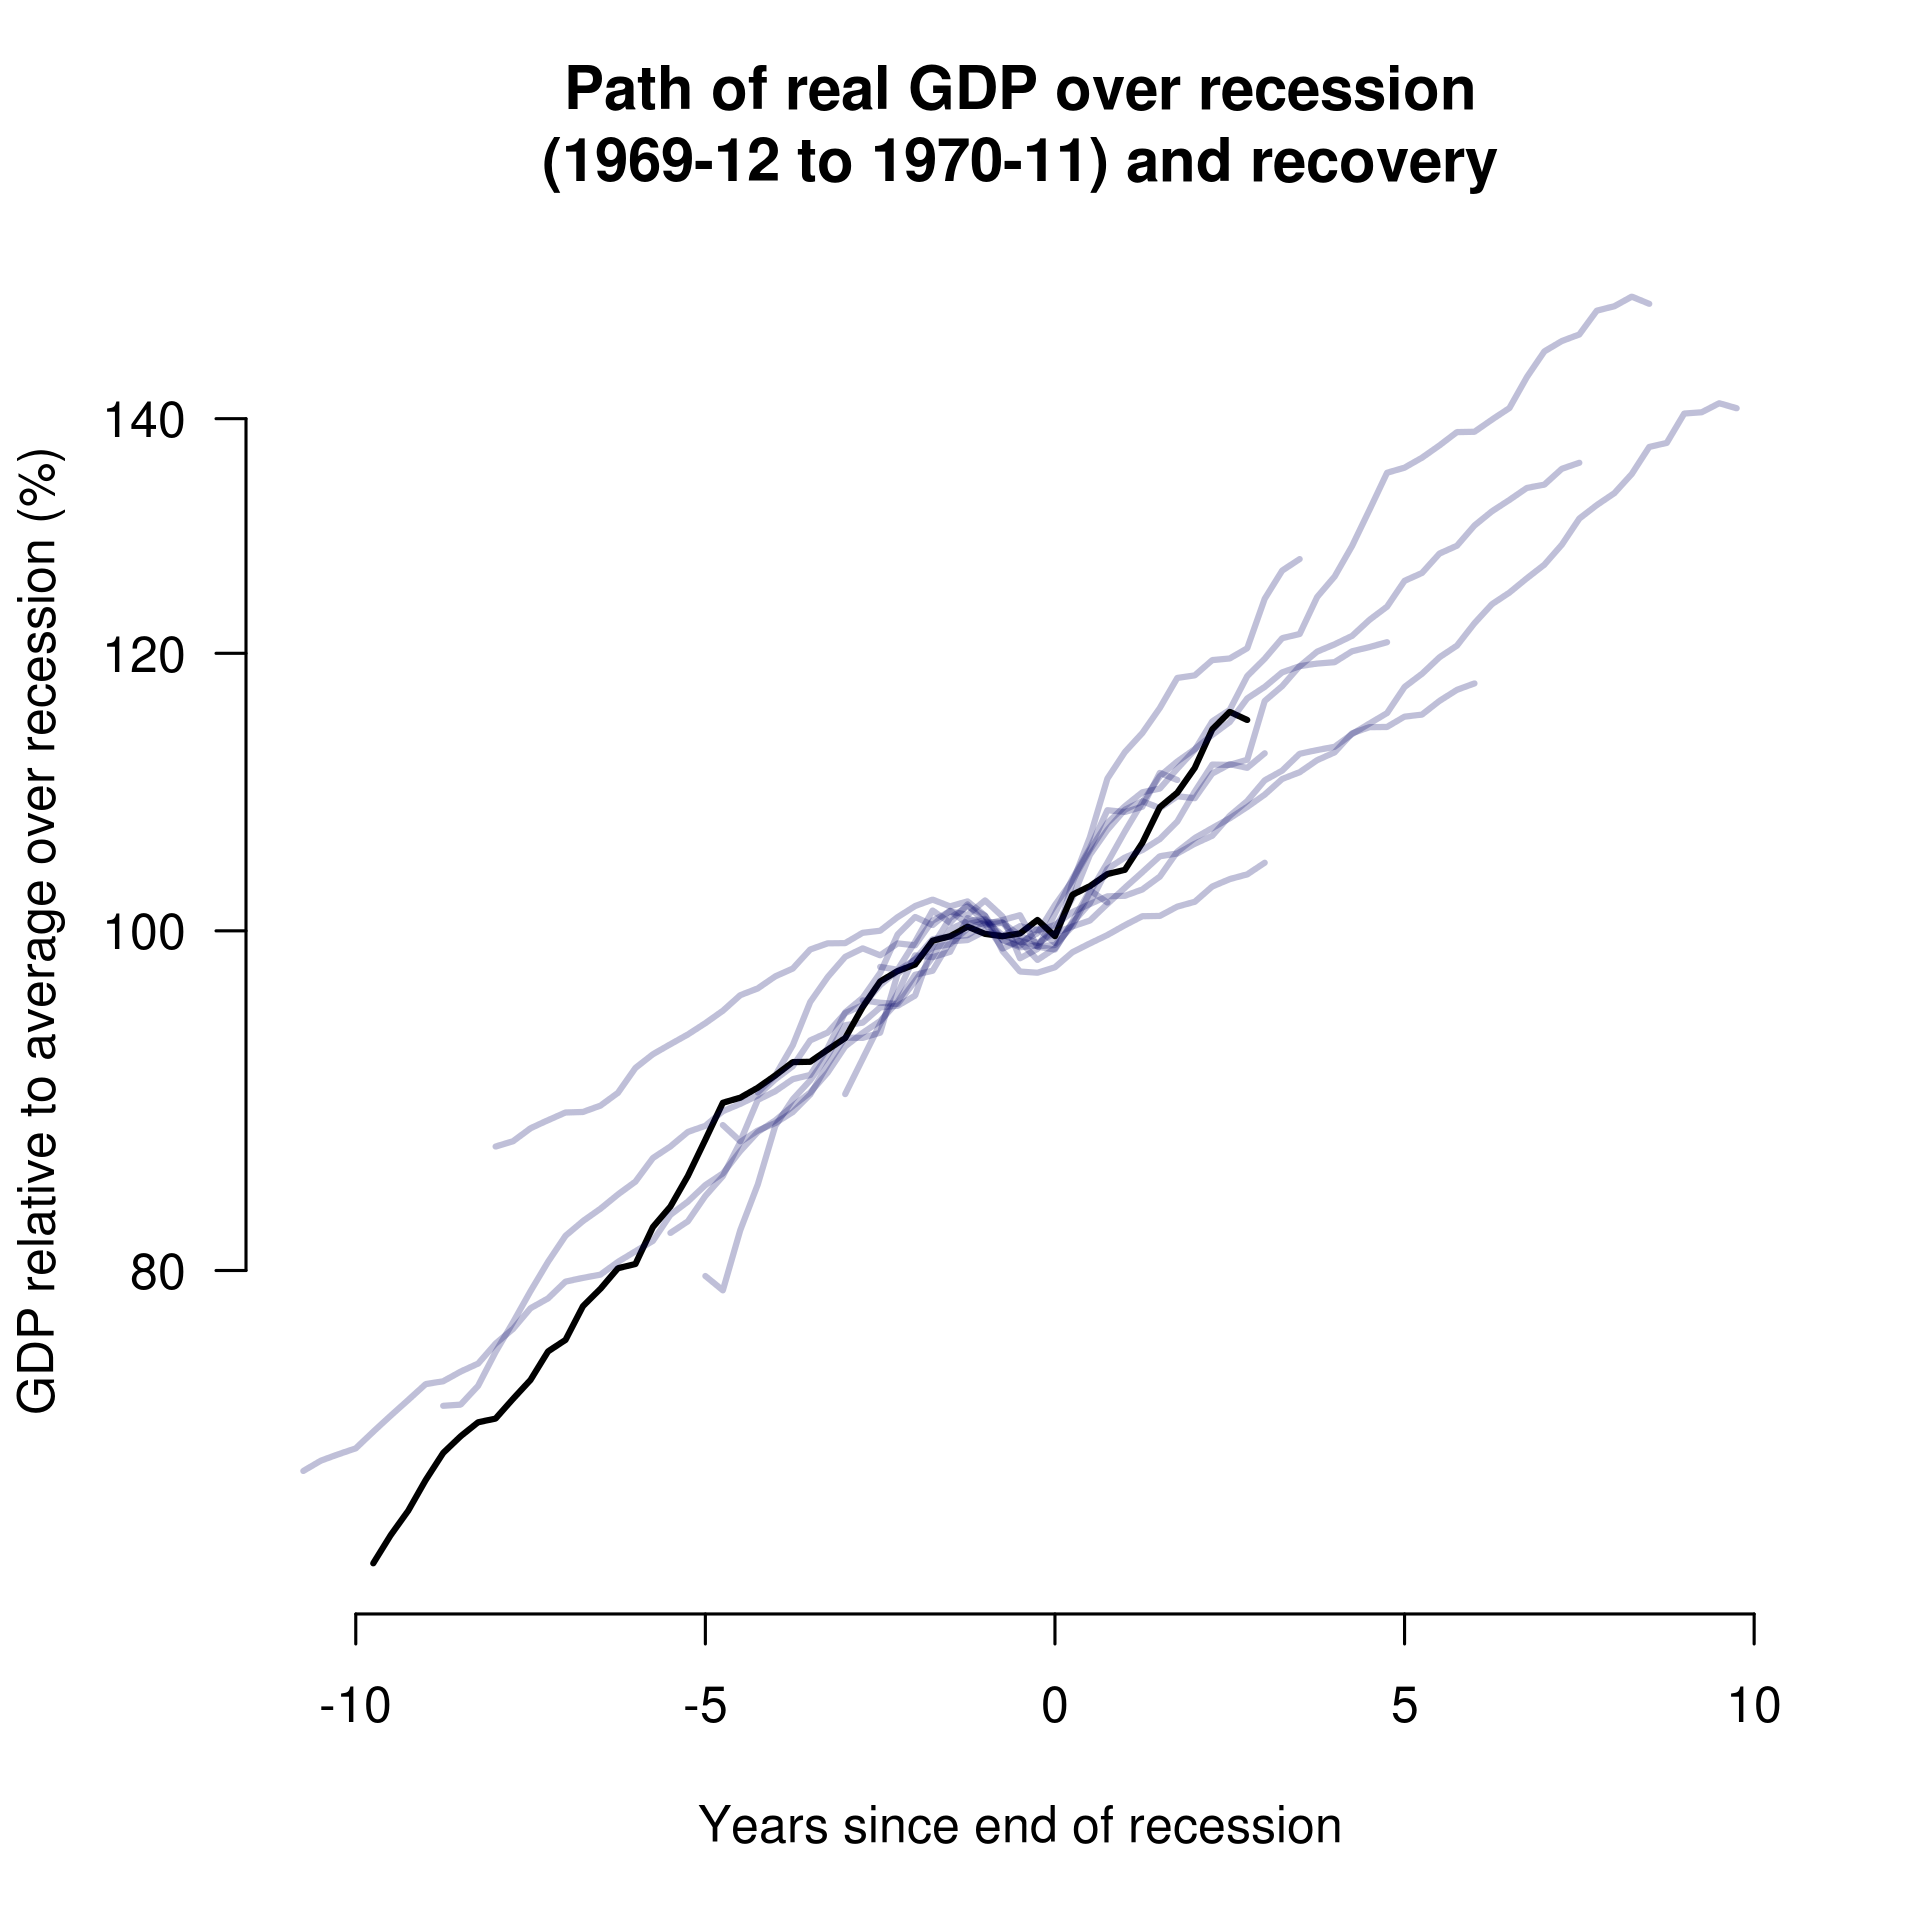 Path of real GDP over recession
(1969-12 to 1970-11) and recovery
GDP relative to average over recession (%)
140
120
100
80
-10
-5
0
5
10
Years since end of recession